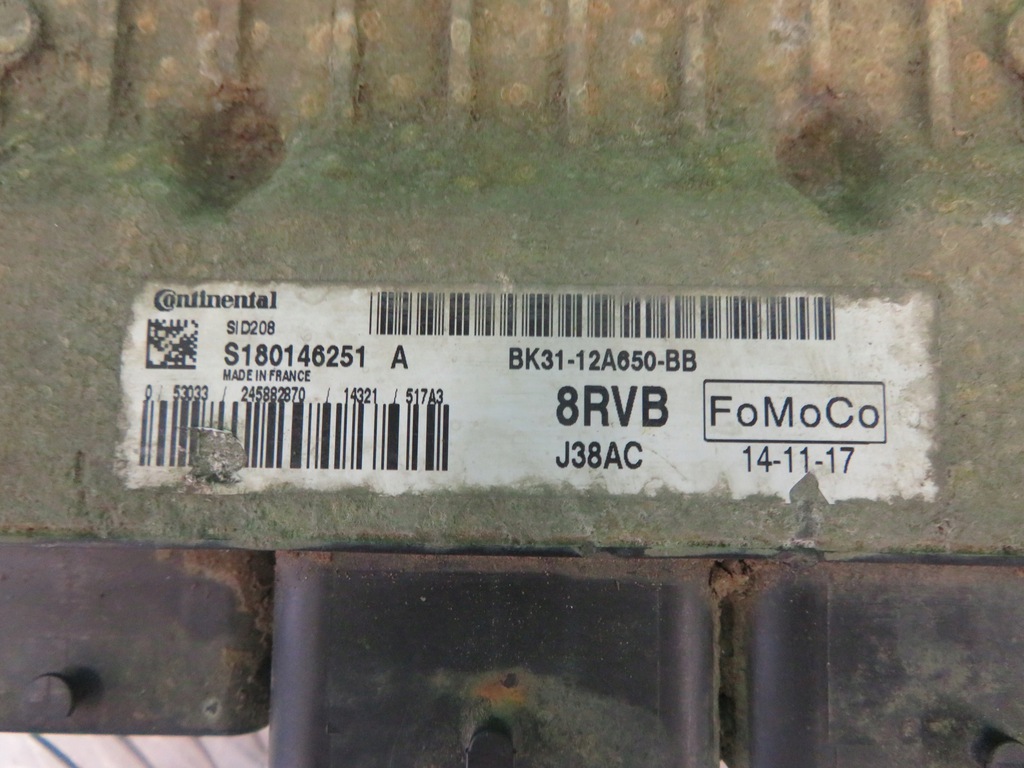 Continental
SID208
S180146251 A
BK31-12A650-BB
MADE IN FRANCE
0 / 53033 / 245882870 / 14321 / 517A3
8RVB
FoMoCo
J38AC
14-11-17